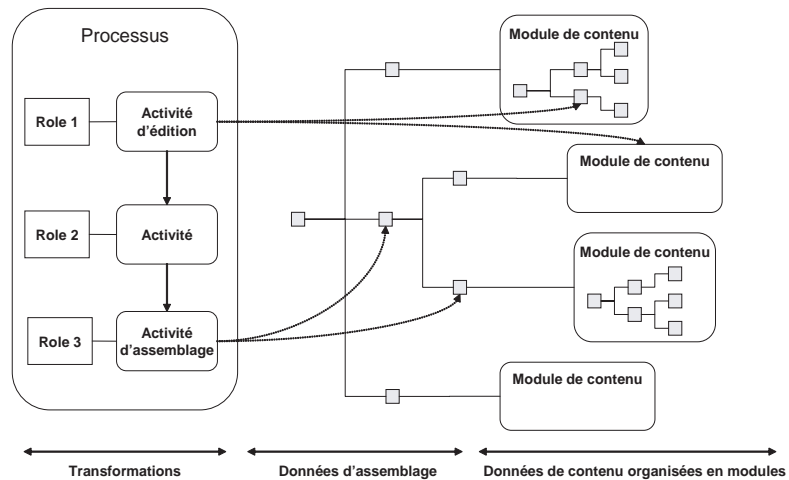 Processus
Role 1
Activité
d'édition
Role 2
Activité
Role 3
Activité
d'assemblage
Module de contenu
Module de contenu
Module de contenu
Module de contenu
Transformations
Données d'assemblage
Données de contenu organisées en modules